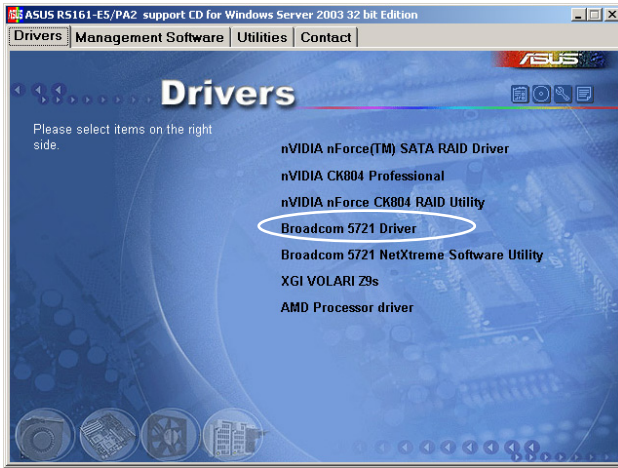 ASUS RS161-E5/PA2 support CD for Windows Server 2003 32 bit Edition
Drivers Management Software Utilities Contact
ASUS
Drivers
Please select items on the right
side.
nVIDIA nForce(TM) SATA RAID Driver
nVIDIA CK804 Professional
nVIDIA nForce CK804 RAID Utility
Broadcom 5721 Driver
Broadcom 5721 NetXtreme Software Utility
XGI VOLARI Z9s
AMD Processor driver